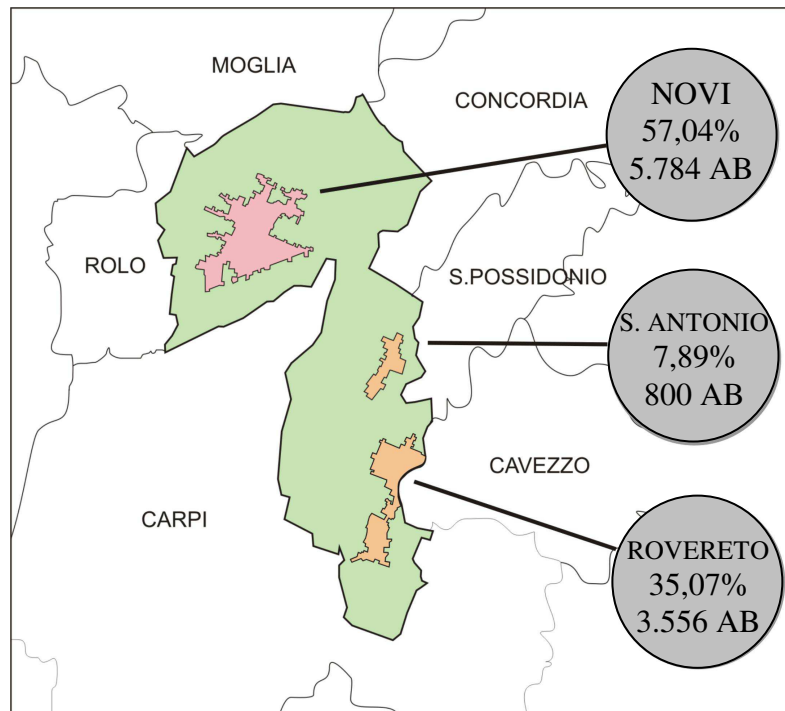 MOGLIA
CONCORDIA
NOVI
57,04%
5.784 AB
ROLO
S.POSSIDONIO
S. ANTONIO
7,89%
800 AB
CAVEZZO
CARPI
ROVERETO
35,07%
3.556 AB